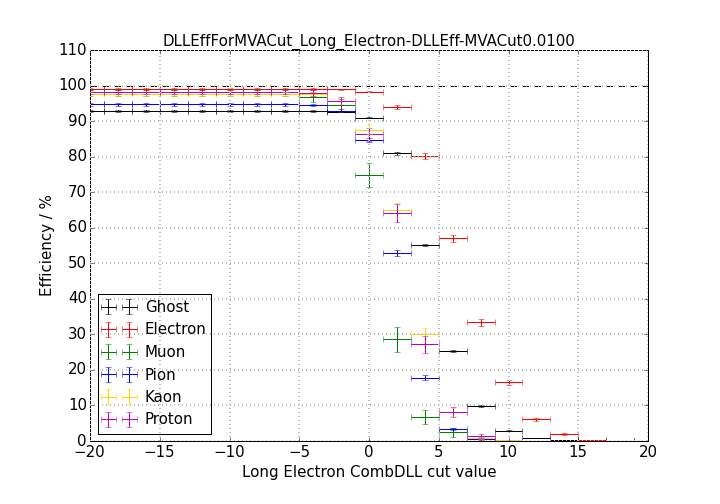 DLLEffForMVACut_Long_Electron-DLLEff-MVACut0.0100
110
100
90
80
70
60
50
40
30
20
10
0
Efficiency / %
Ghost
Electron
Muon
Pion
Kaon
Proton
−20 −15 −10 −5 0 5 10 15 20
Long Electron CombDLL cut value